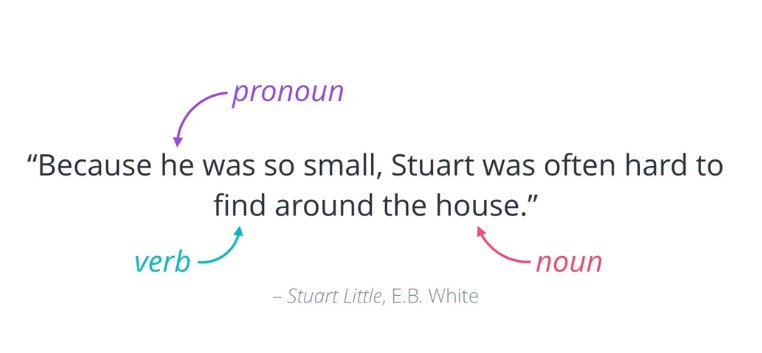 pronoun
“Because he was so small, Stuart was often hard to
find around the house.”
verb
noun
– Stuart Little, E.B. White